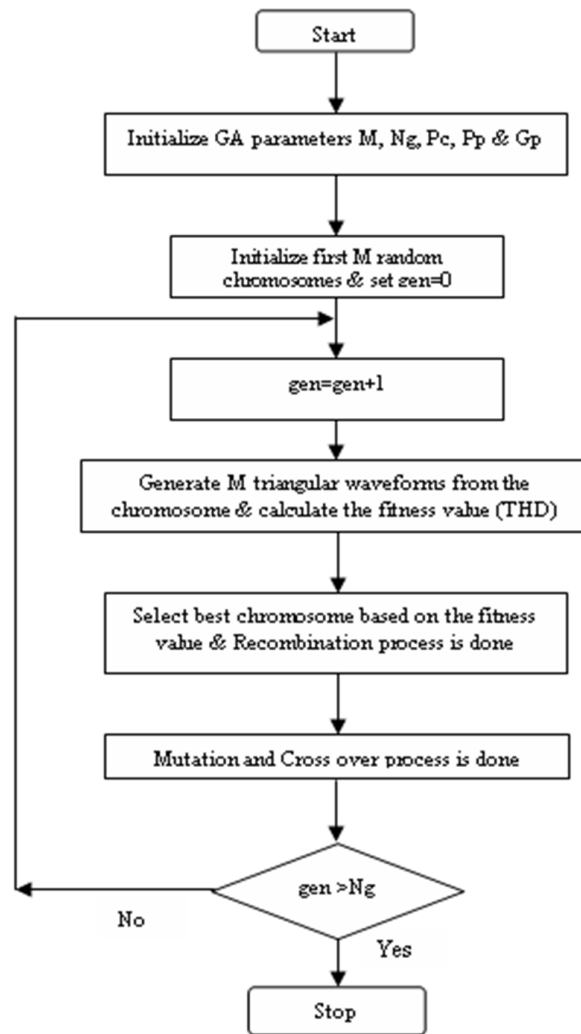 Start
Initialize GA parameters M, Ng, Pc, Pp & Gp
Initialize first M random
chromosomes & set gen=0
gen=gen+1
Generate M triangular waveforms from the
chromosome & calculate the fitness value (THD)
Select best chromosome based on the fitness
value & Recombination process is done
Mutation and Cross over process is done
gen >Ng
No
Yes
Stop